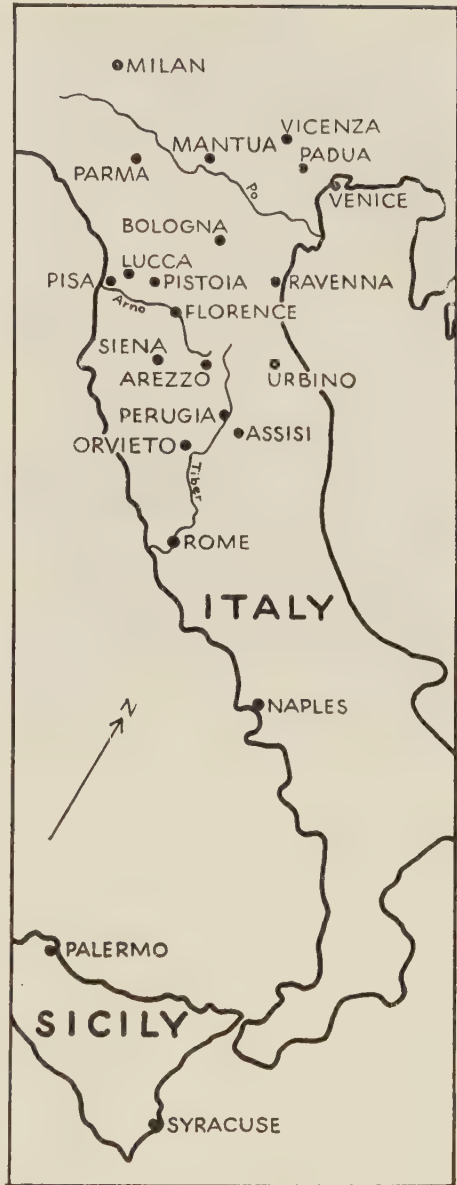 MILAN
VICENZA
MANTUA
PADUA
PARMA
Po
VENICE
BOLOGNA
LUCCA
PISA
PISTOIA
RAVENNA
Arno
FLORENCE
SIENA
AREZZO
URBINO
PERUGIA
ASSISI
ORVIETO
Tiber
ROME
ITALY
NAPLES
N
PALERMO
SICILY
SYRACUSE